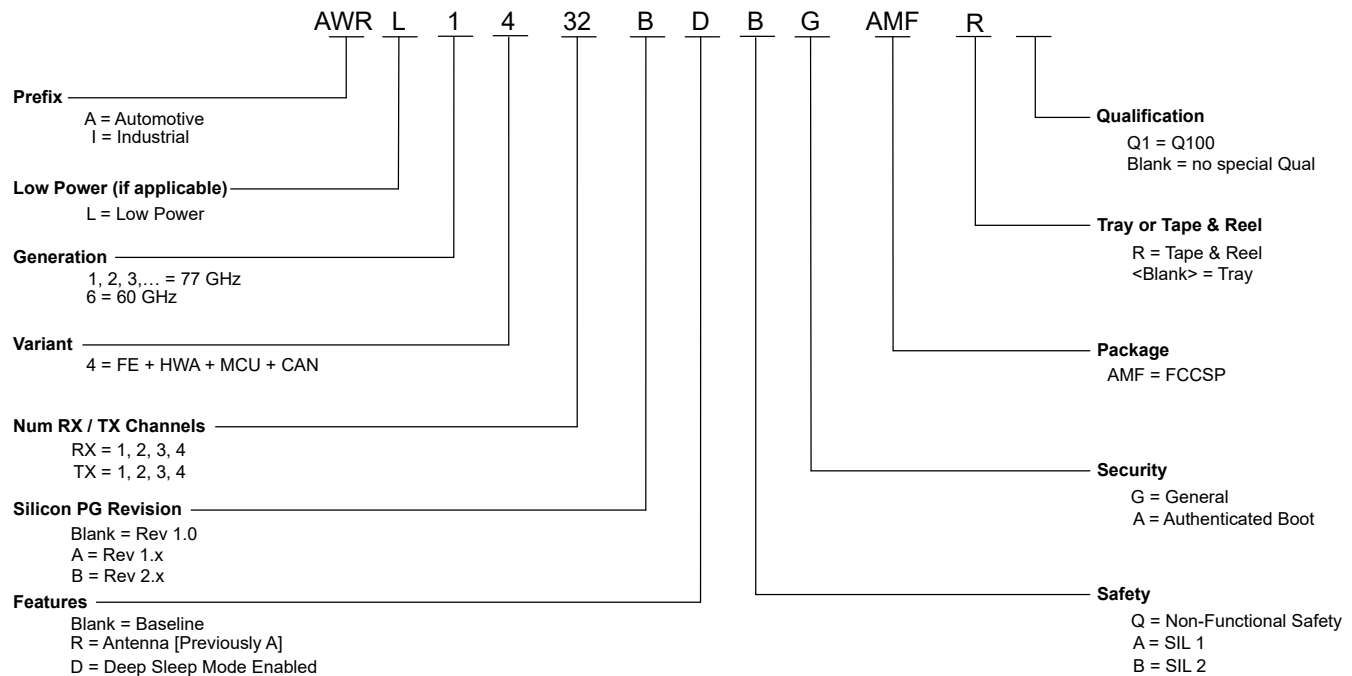 AWR L 1 4 32 B D B G AMF R
Prefix
A = Automotive
I = Industrial
Low Power (if applicable)
L = Low Power
Generation
1, 2, 3,... = 77 GHz
6 = 60 GHz
Variant
4 = FE + HWA + MCU + CAN
Num RX / TX Channels
RX = 1, 2, 3, 4
TX = 1, 2, 3, 4
Silicon PG Revision
Blank = Rev 1.0
A = Rev 1.x
B = Rev 2.x
Features
Blank = Baseline
R = Antenna [Previously A]
D = Deep Sleep Mode Enabled
Qualification
Q1 = Q100
Blank = no special Qual
Tray or Tape & Reel
R = Tape & Reel
<Blank> = Tray
Package
AMF = FCCSP
Security
G = General
A = Authenticated Boot
Safety
Q = Non-Functional Safety
A = SIL 1
B = SIL 2